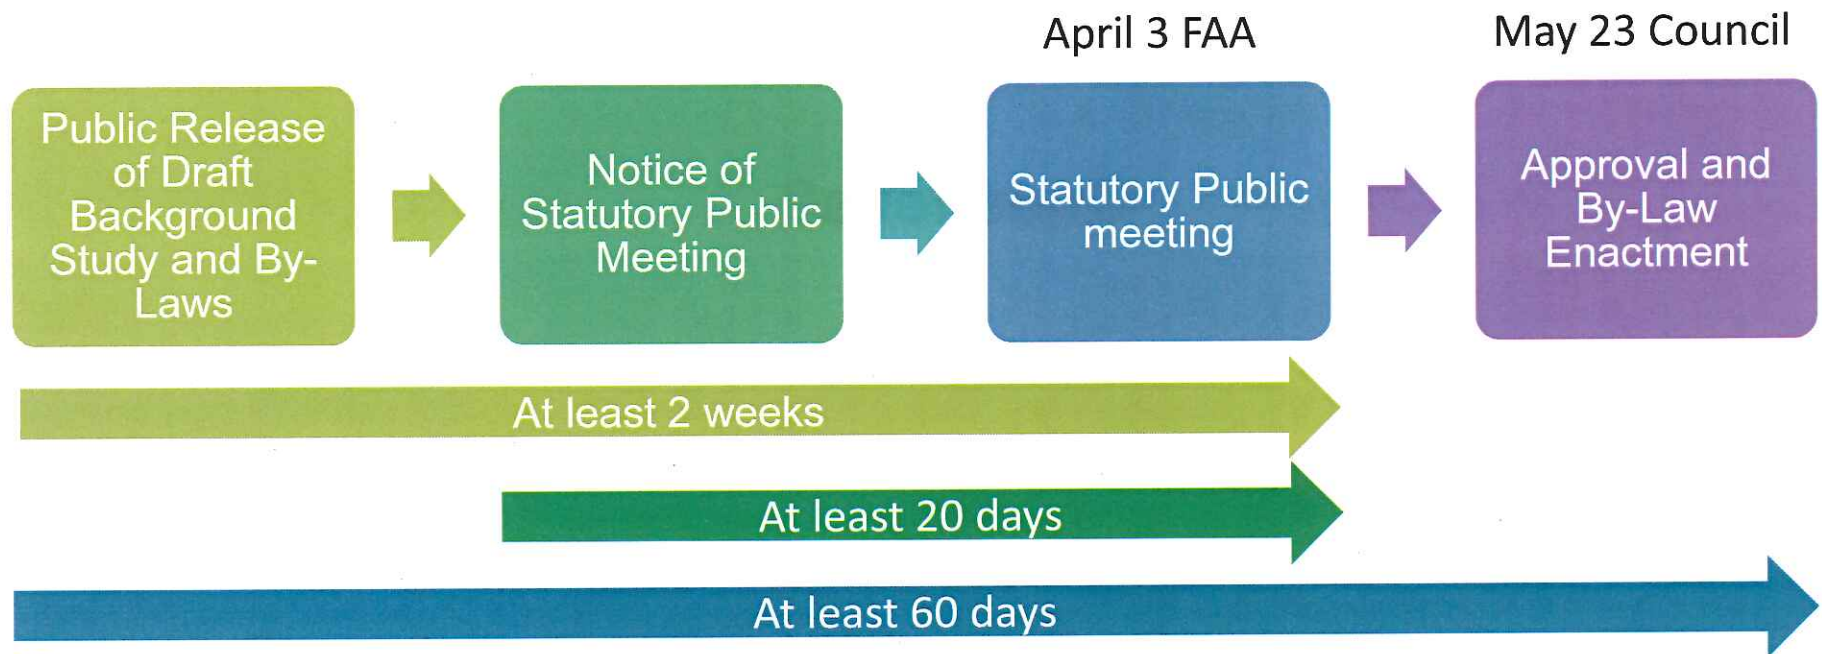 April 3 FAA
May 23 Council
Public Release
of Draft
Background
Study and By-
Laws
Notice of
Statutory Public
Meeting
Statutory Public
meeting
Approval and
By-Law
Enactment
At least 2 weeks
At least 20 days
At least 60 days